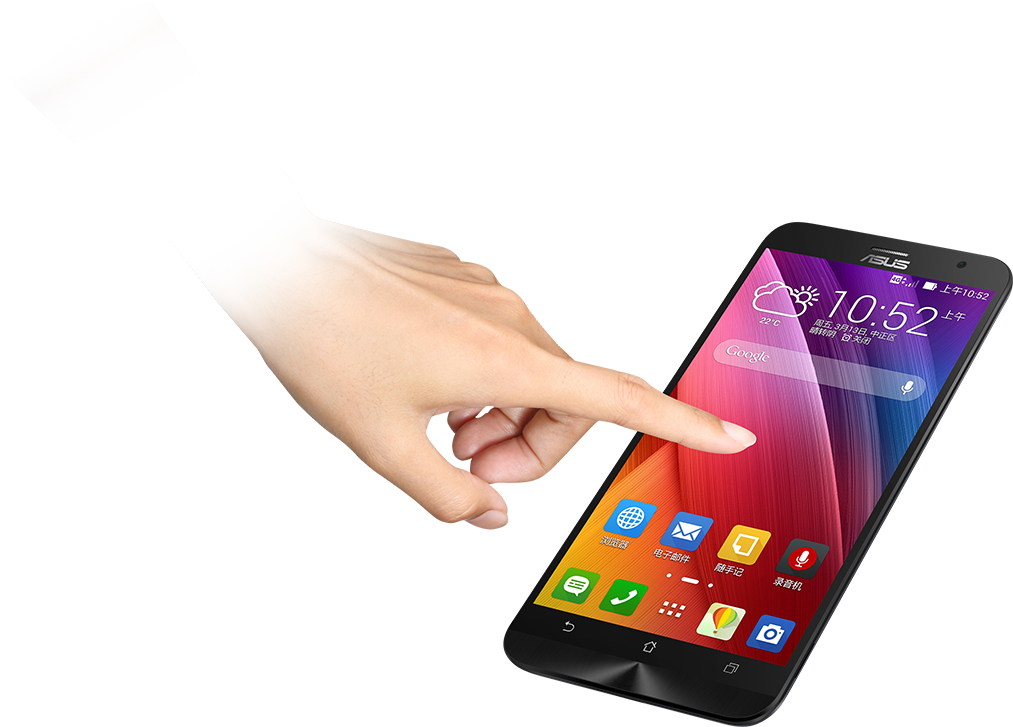 ASUS
4G 上午10:52
10:52 上午
22°C
周五, 3月13日, 中正区
晴转阴 关闭
Google
浏览器
电子邮件
随手记
录音机